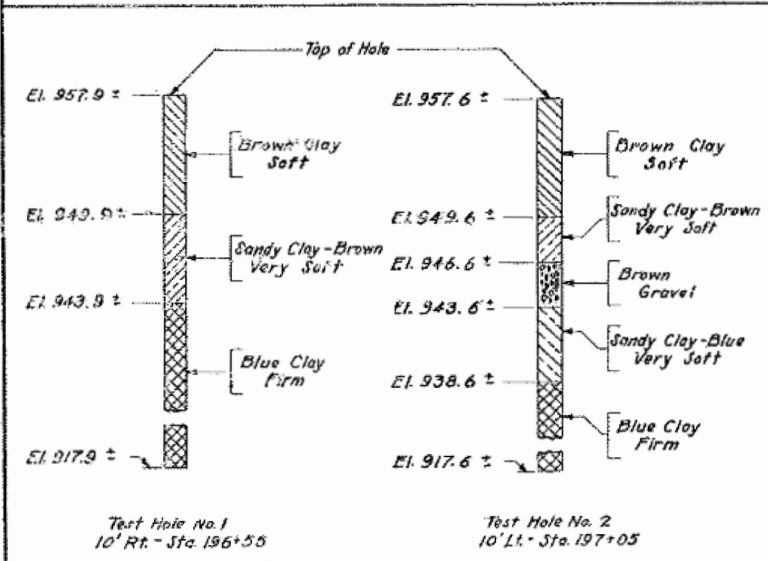 Top of Hole
El. 957.9 ±
Brown Clay
Soft
El. 949.9 ±
Sandy Clay-Brown
Very Soft
El. 943.9 ±
Blue Clay
Firm
El. 917.9 ±
Test Hole No. 1
10' Rt. - Sta. 196+55
El. 957.6 ±
Brown Clay
Soft
El. 949.6 ±
Sandy Clay-Brown
Very Soft
El. 946.6 ±
Brown
Gravel
El. 943.6 ±
Sandy Clay-Blue
Very Soft
El. 938.6 ±
Blue Clay
Firm
El. 917.6 ±
Test Hole No. 2
10' Lt. - Sta. 197+05